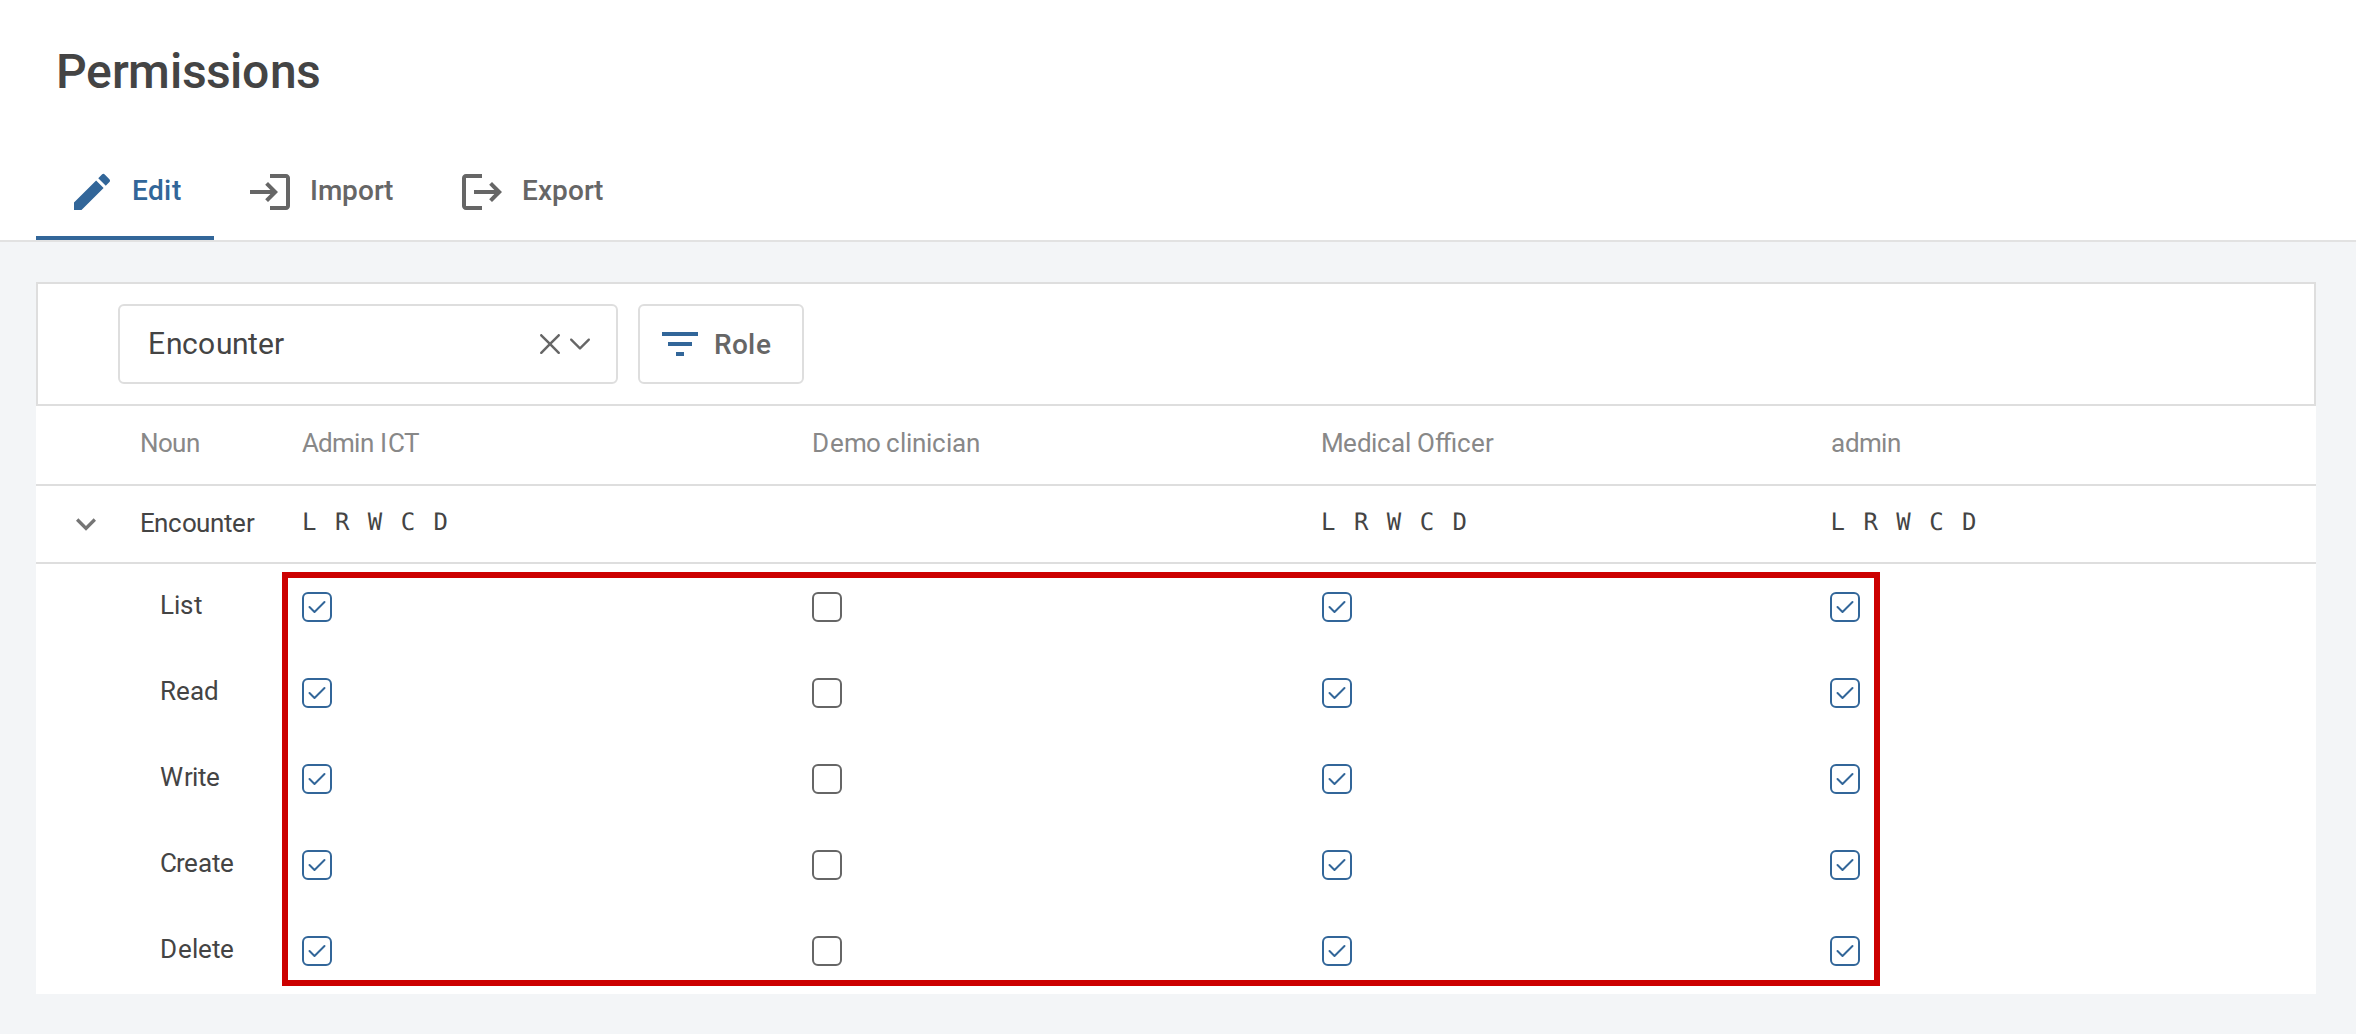 Permissions
Edit Import Export
Encounter Role
Noun Admin ICT Demo clinician Medical Officer admin
Encounter L R W C D L R W C D L R W C D
List
Read
Write
Create
Delete